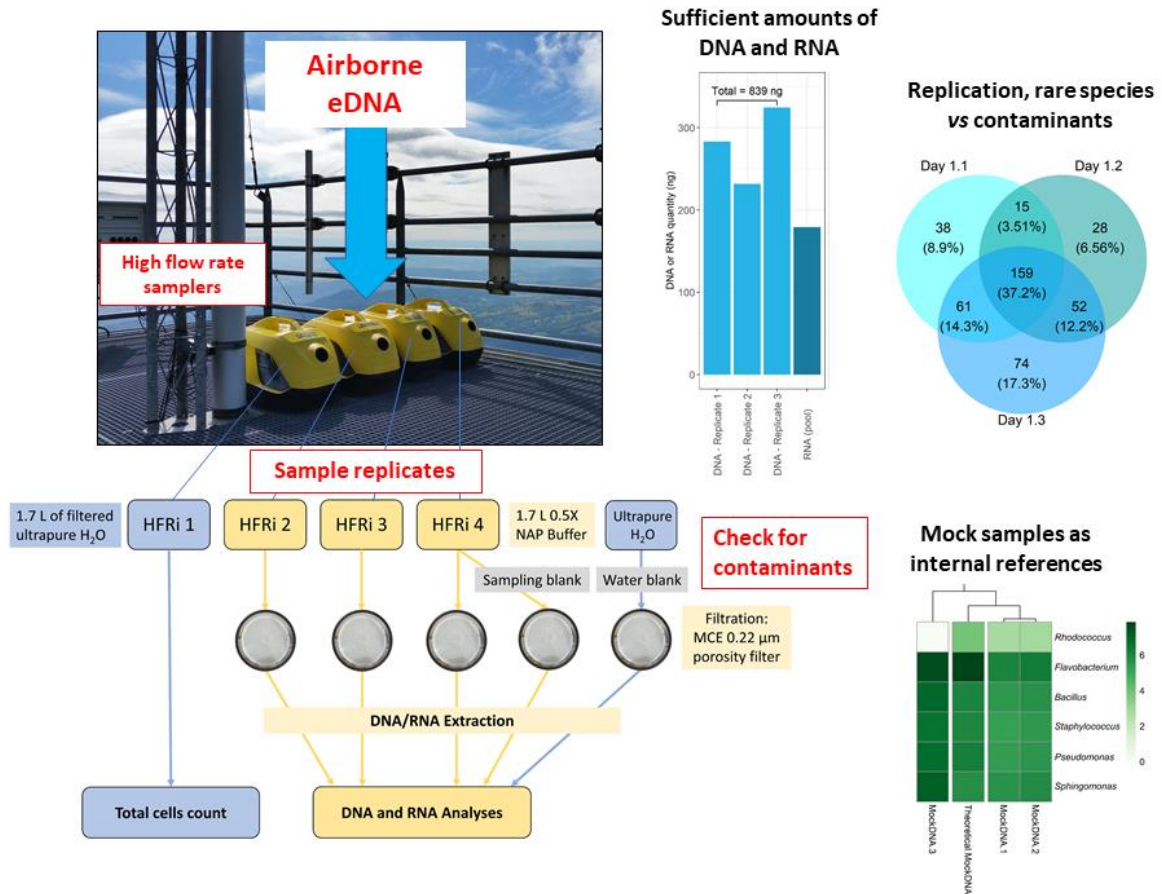 Airborne
eDNA
High flow rate
samplers
Sample replicates
1.7 L of filtered
ultrapure H₂O
HFRi 1
HFRi 2
HFRi 3
HFRi 4
1.7 L 0.5X
NAP Buffer
Ultrapure
H₂O
Sampling blank
Water blank
Check for
contaminants
Filtration:
MCE 0.22 µm
porosity filter
DNA/RNA Extraction
Total cells count
DNA and RNA Analyses
Sufficient amounts of
DNA and RNA
Total = 839 ng
DNA or RNA quantity (ng)
300
200
100
0
DNA - Replicate 1
DNA - Replicate 2
DNA - Replicate 3
RNA (pool)
Replication, rare species
vs contaminants
Day 1.1
Day 1.2
15
(3.51%)
38
(8.9%)
28
(6.56%)
159
(37.2%)
61
(14.3%)
52
(12.2%)
74
(17.3%)
Day 1.3
Mock samples as
internal references
Rhodococcus
Flavobacterium
Bacillus
Staphylococcus
Pseudomonas
Sphingomonas
6
4
2
0
MockDNA.3
Theoretical.MockDNA
MockDNA.1
MockDNA.2